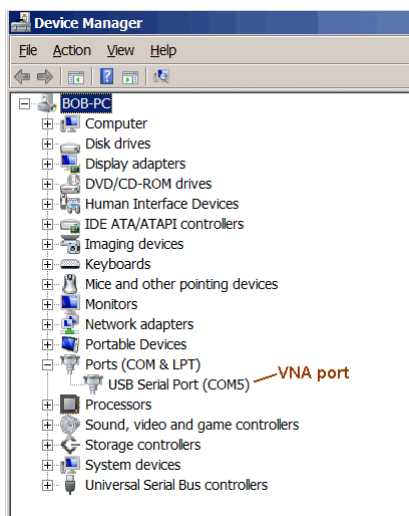 Device Manager
File Action View Help
BOB-PC
Computer
Disk drives
Display adapters
DVD/CD-ROM drives
Human Interface Devices
IDE ATA/ATAPI controllers
Imaging devices
Keyboards
Mice and other pointing devices
Monitors
Network adapters
Portable Devices
Ports (COM & LPT)
USB Serial Port (COM5) VNA port
Processors
Sound, video and game controllers
Storage controllers
System devices
Universal Serial Bus controllers